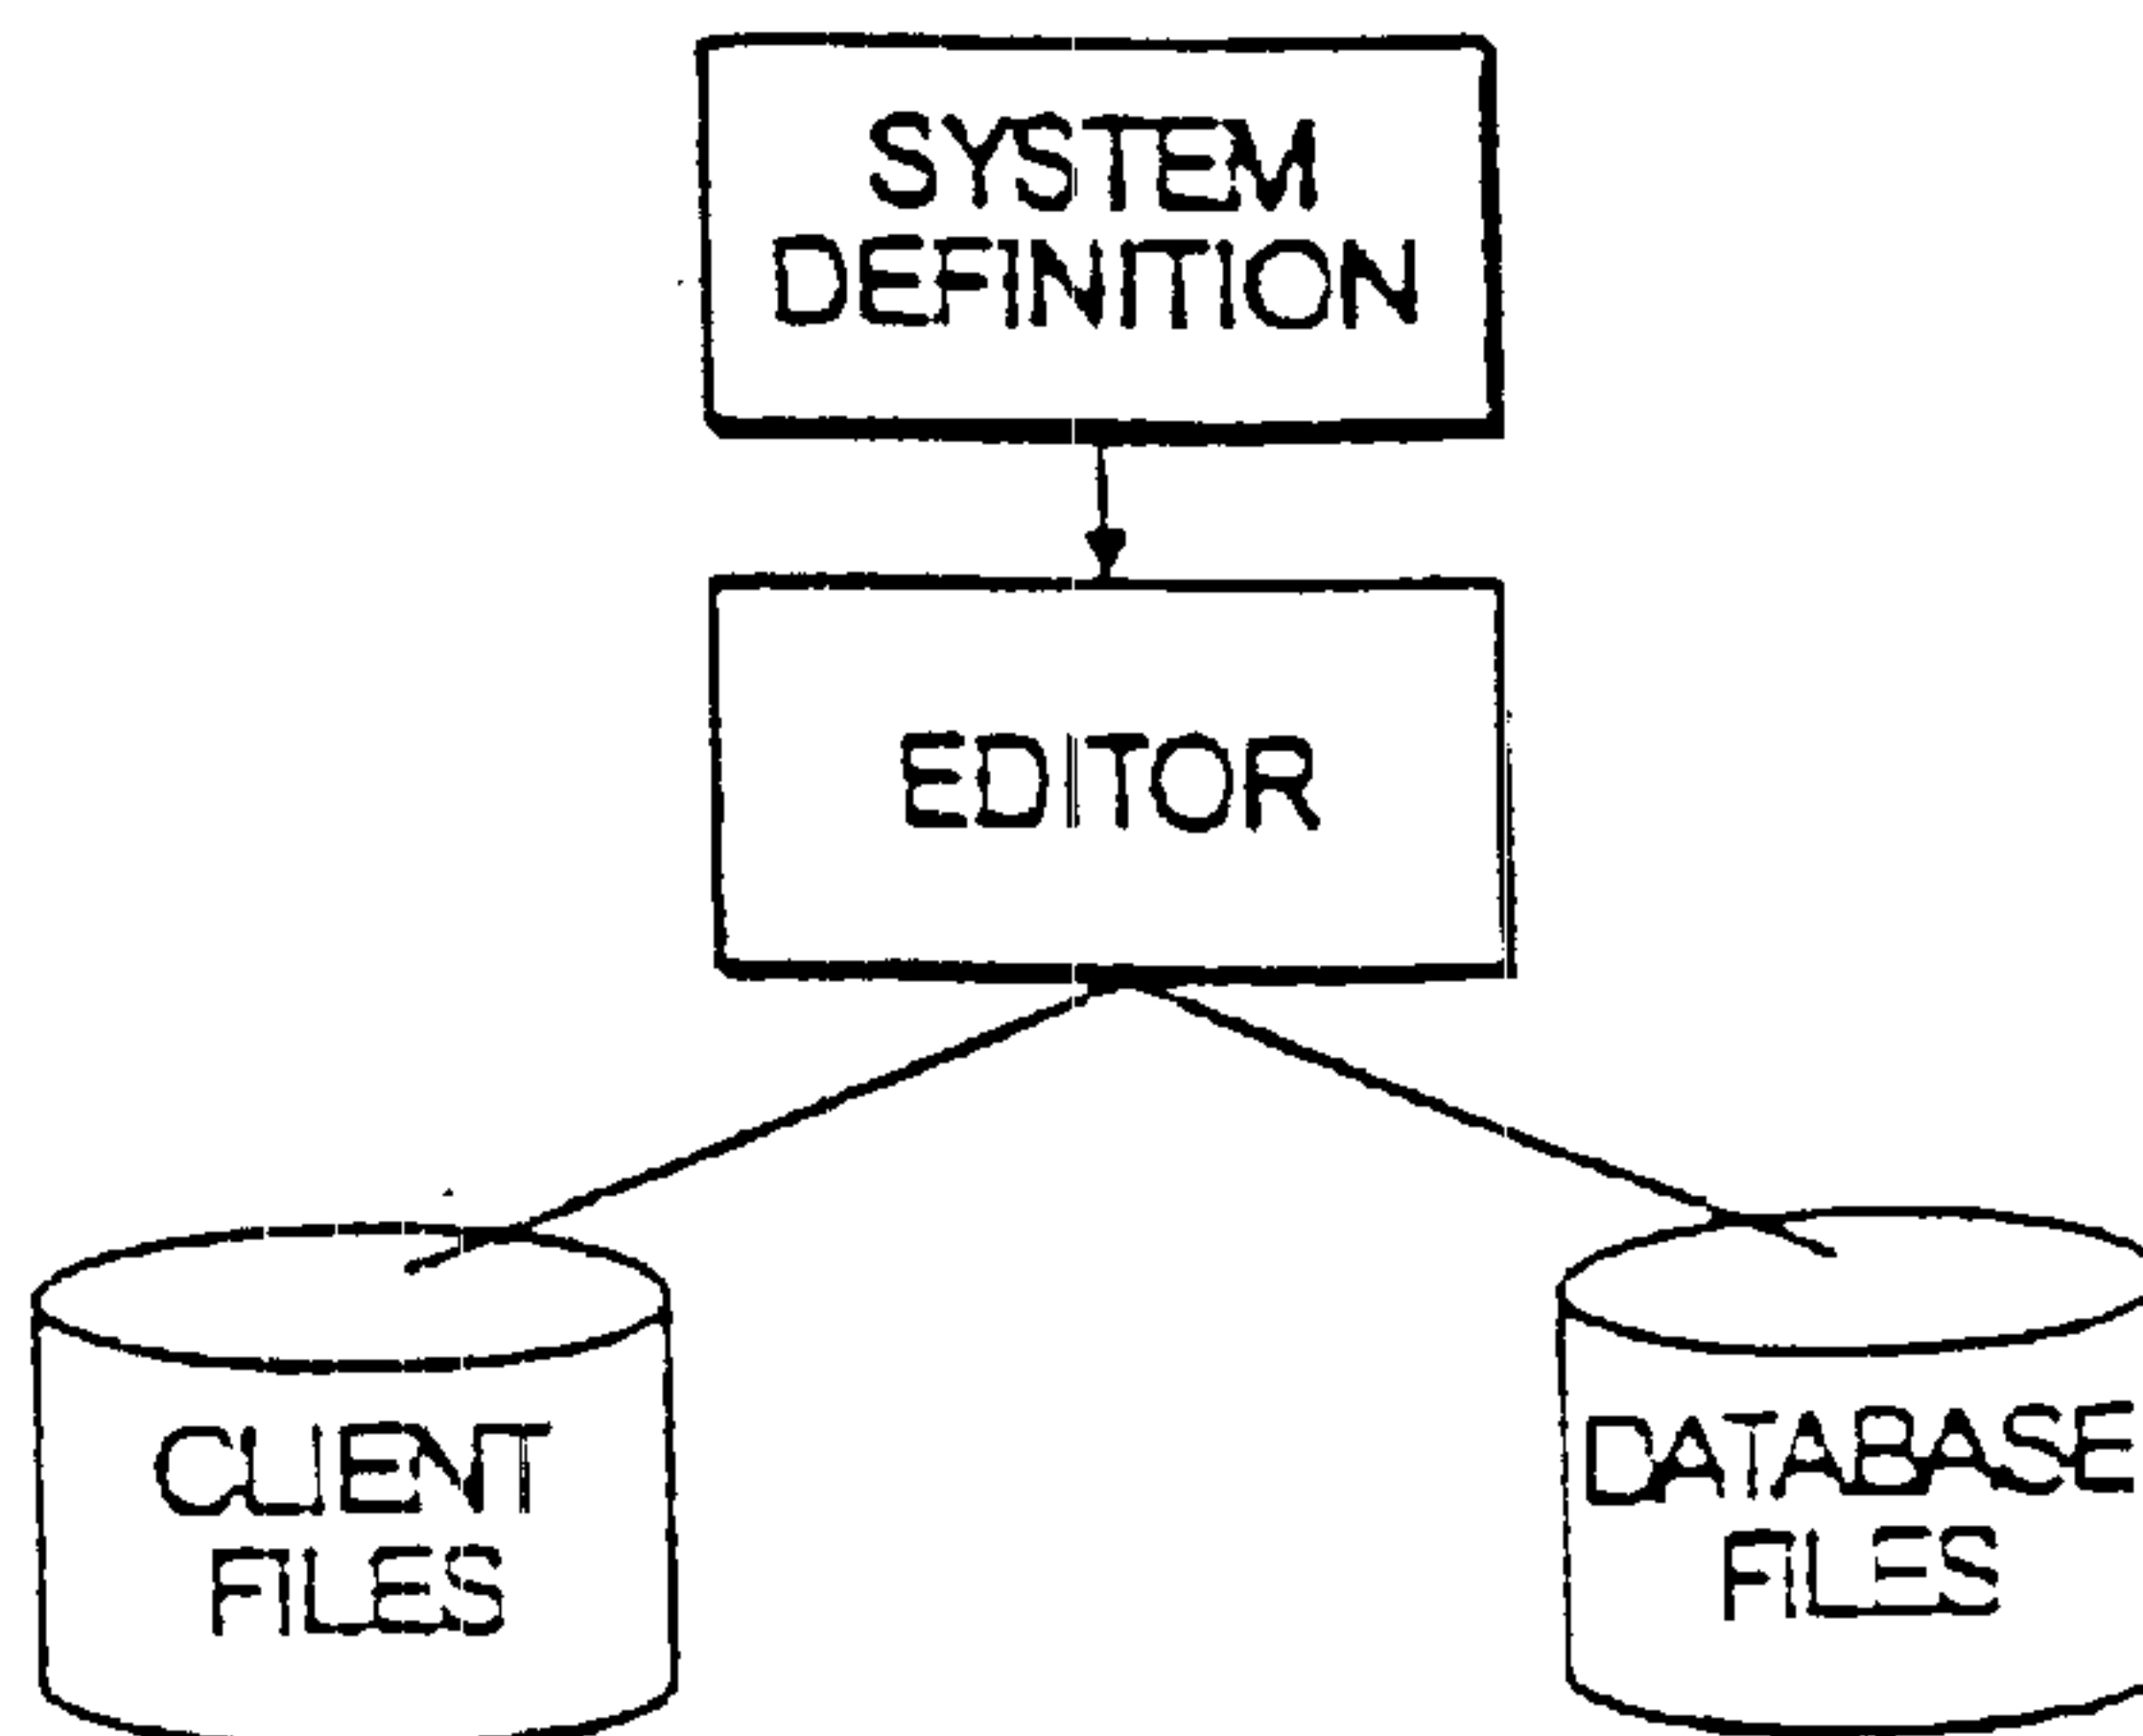 SYSTEM
DEFINITION
EDITOR
CLIENT
FILES
DATABASE
FILES